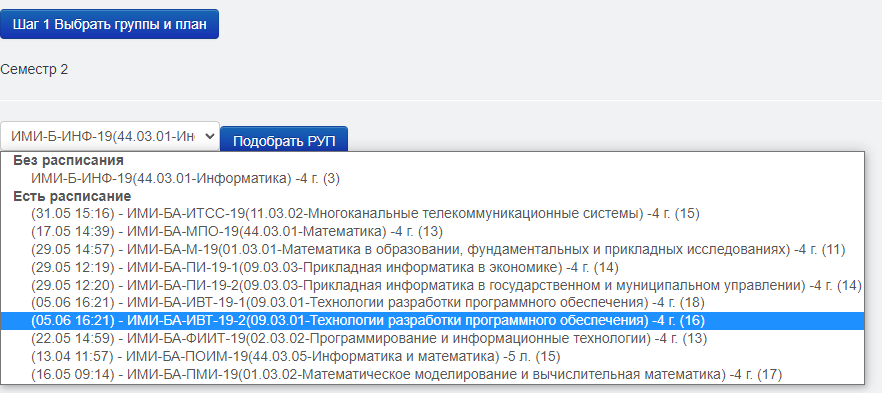 Шаг 1 Выбрать группы и план
Семестр 2
ИМИ-Б-ИНФ-19(44.03.01-Ин
Подобрать РУП
Без расписания
ИМИ-Б-ИНФ-19(44.03.01-Информатика) -4 г. (3)
Есть расписание
(31.05 15:16) - ИМИ-БА-ИТСС-19(11.03.02-Многоканальные телекоммуникационные системы) -4 г. (15)
(17.05 14:39) - ИМИ-БА-МПО-19(44.03.01-Математика) -4 г. (13)
(29.05 14:57) - ИМИ-БА-М-19(01.03.01-Математика в образовании, фундаментальных и прикладных исследованиях) -4 г. (11)
(29.05 12:19) - ИМИ-БА-ПИ-19-1(09.03.03-Прикладная информатика в экономике) -4 г. (14)
(29.05 12:20) - ИМИ-БА-ПИ-19-2(09.03.03-Прикладная информатика в государственном и муниципальном управлении) -4 г. (14)
(05.06 16:21) - ИМИ-БА-ИВТ-19-1(09.03.01-Технологии разработки программного обеспечения) -4 г. (18)
(05.06 16:21) - ИМИ-БА-ИВТ-19-2(09.03.01-Технологии разработки программного обеспечения) -4 г. (16)
(22.05 14:59) - ИМИ-БА-ФИИТ-19(02.03.02-Программирование и информационные технологии) -4 г. (13)
(13.04 11:57) - ИМИ-БА-ПОИМ-19(44.03.05-Информатика и математика) -5 л. (15)
(16.05 09:14) - ИМИ-БА-ПМИ-19(01.03.02-Математическое моделирование и вычислительная математика) -4 г. (17)